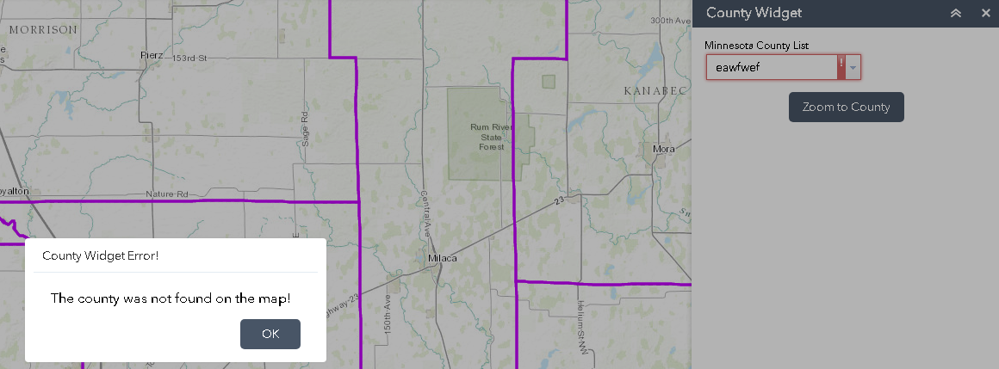 MORRISON
e
s
Pierz
153rd St
Sage Rd
300th Ave
KANABEC
Rum River
State
Forest
Mora
oyalton
Nature Rd
Central Ave
23
Su
E
Milaca
ghway-23
150th Ave
Helium St NW
County Widget
Minnesota County List
eawfwef
!
Zoom to County
County Widget Error!
The county was not found on the map!
OK